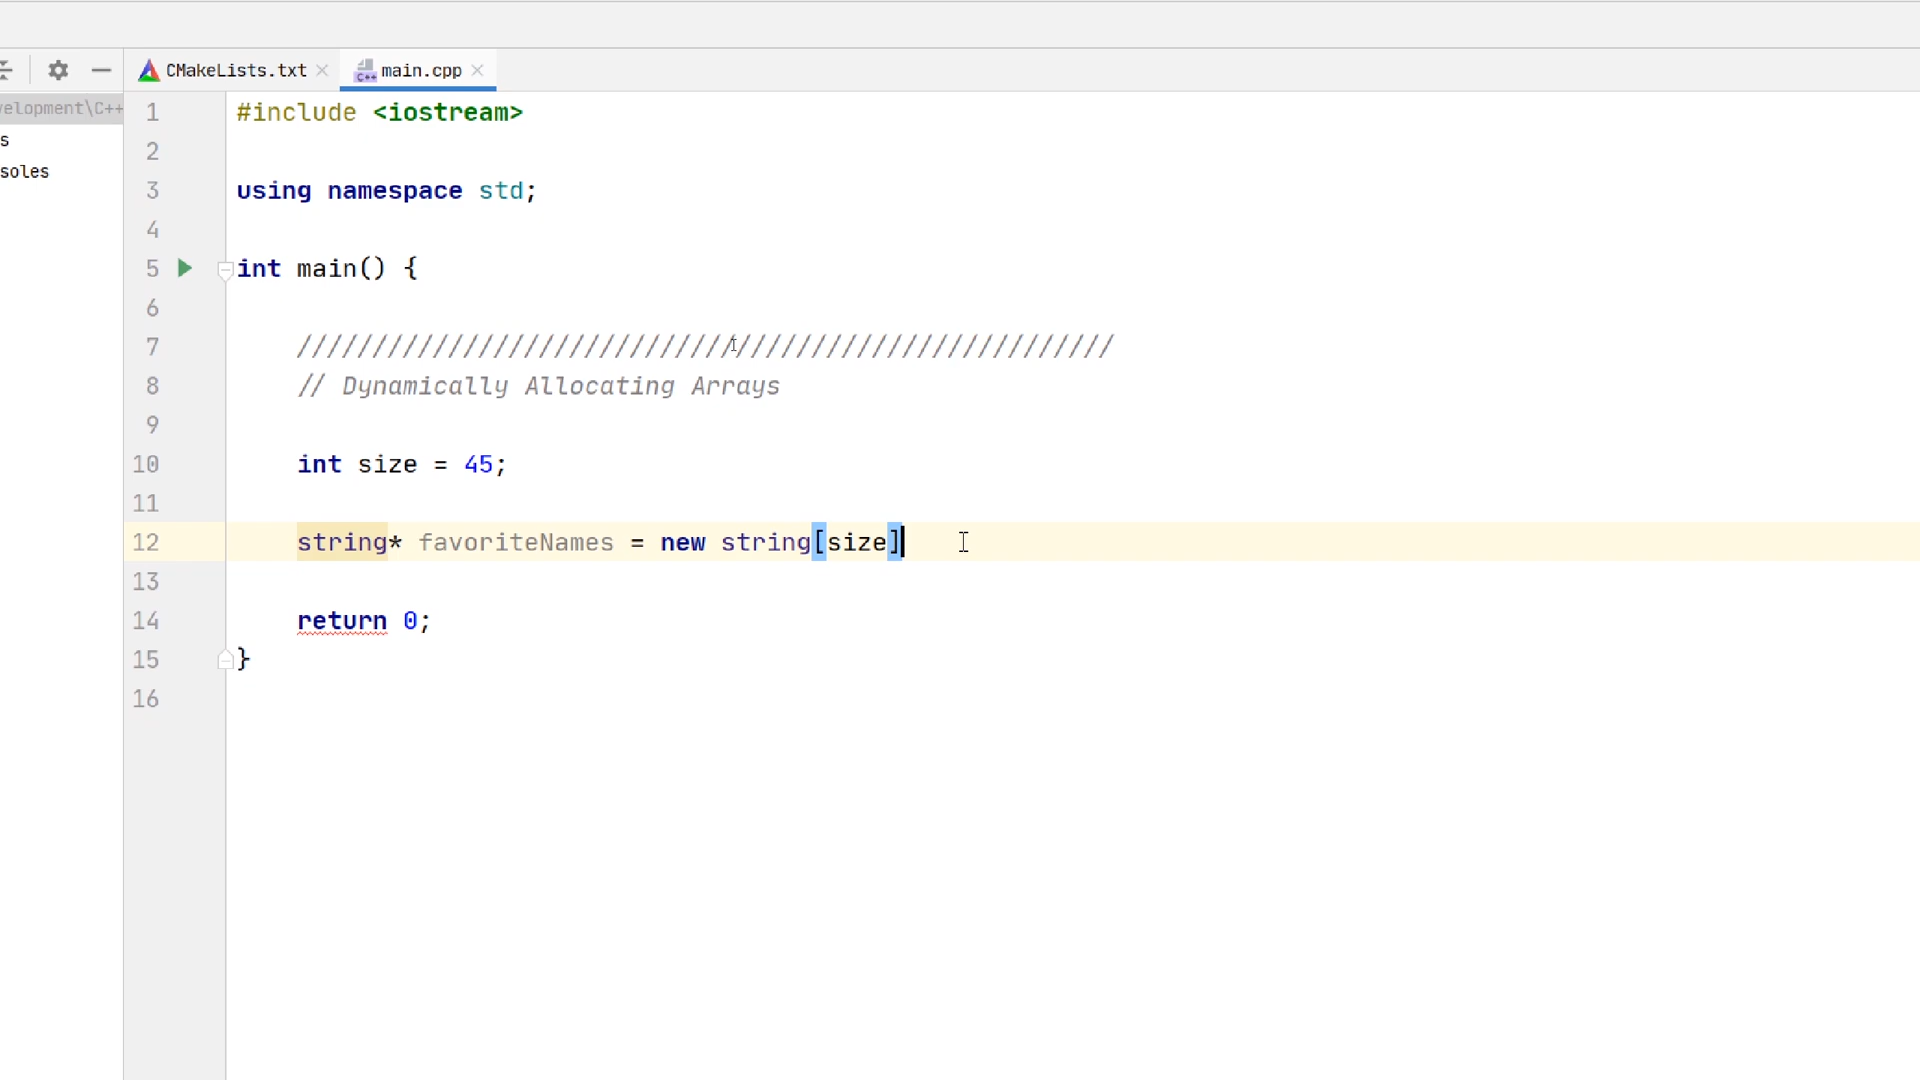 CMakeLists.txt
main.cpp
velopment\C++
s
soles
1 #include <iostream>
2
3 using namespace std;
4
5 int main() {
6
7 //////////////////////////////////////////////////////
8 // Dynamically Allocating Arrays
9
10 int size = 45;
11
12 string* favoriteNames = new string[size]
13
14 return 0;
15 }
16